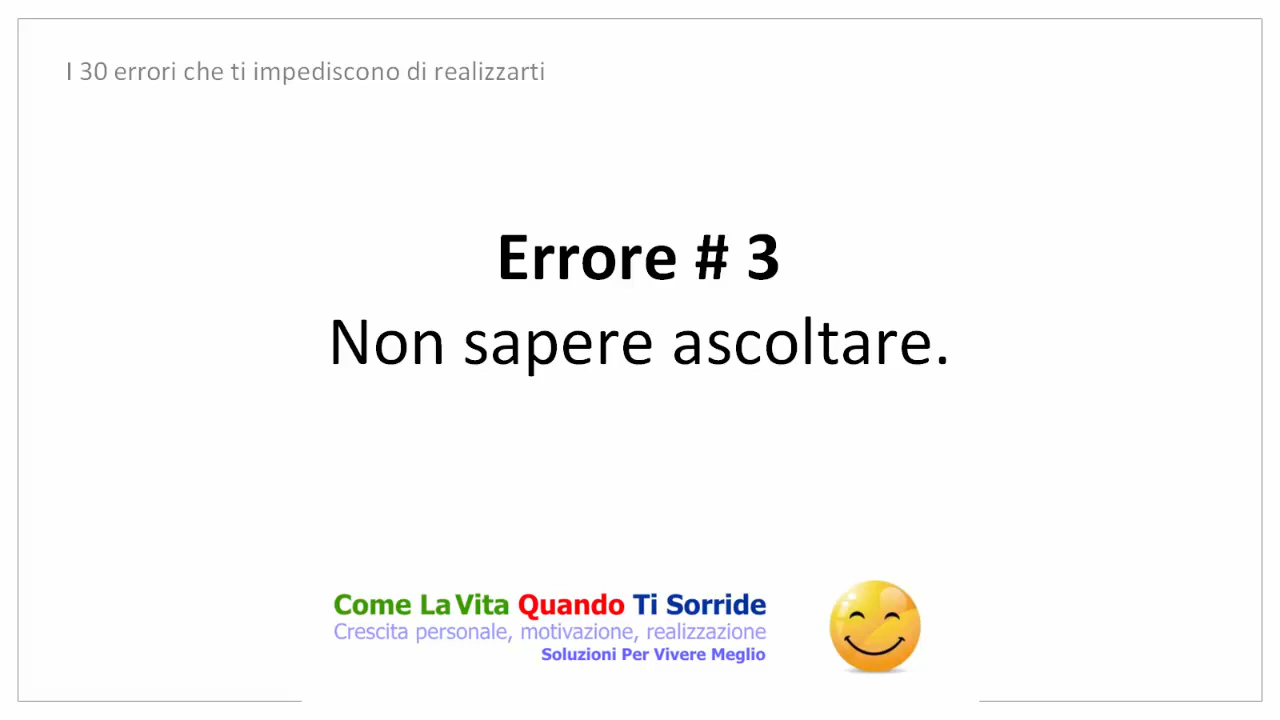 I 30 errori che ti impediscono di realizzarti
Errore # 3
Non sapere ascoltare.
Come La Vita Quando Ti Sorride
Crescita personale, motivazione, realizzazione
Soluzioni Per Vivere Meglio